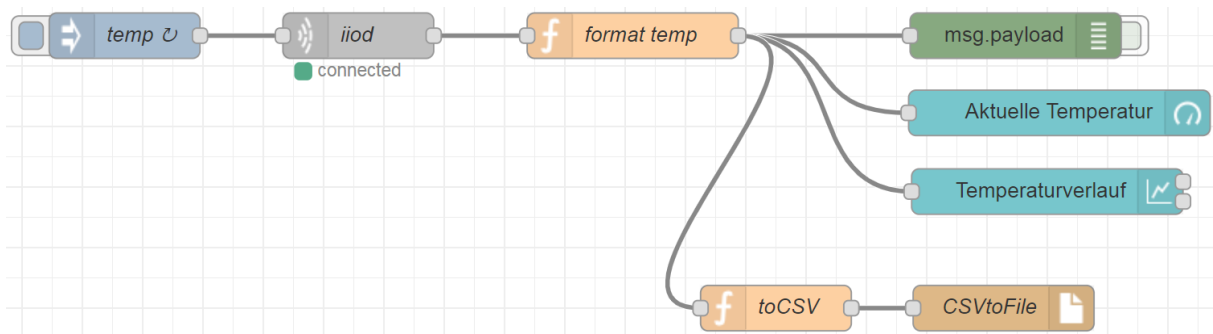 temp ↻
iiod
format temp
msg.payload
connected
Aktuelle Temperatur
Temperaturverlauf
toCSV
CSVtoFile